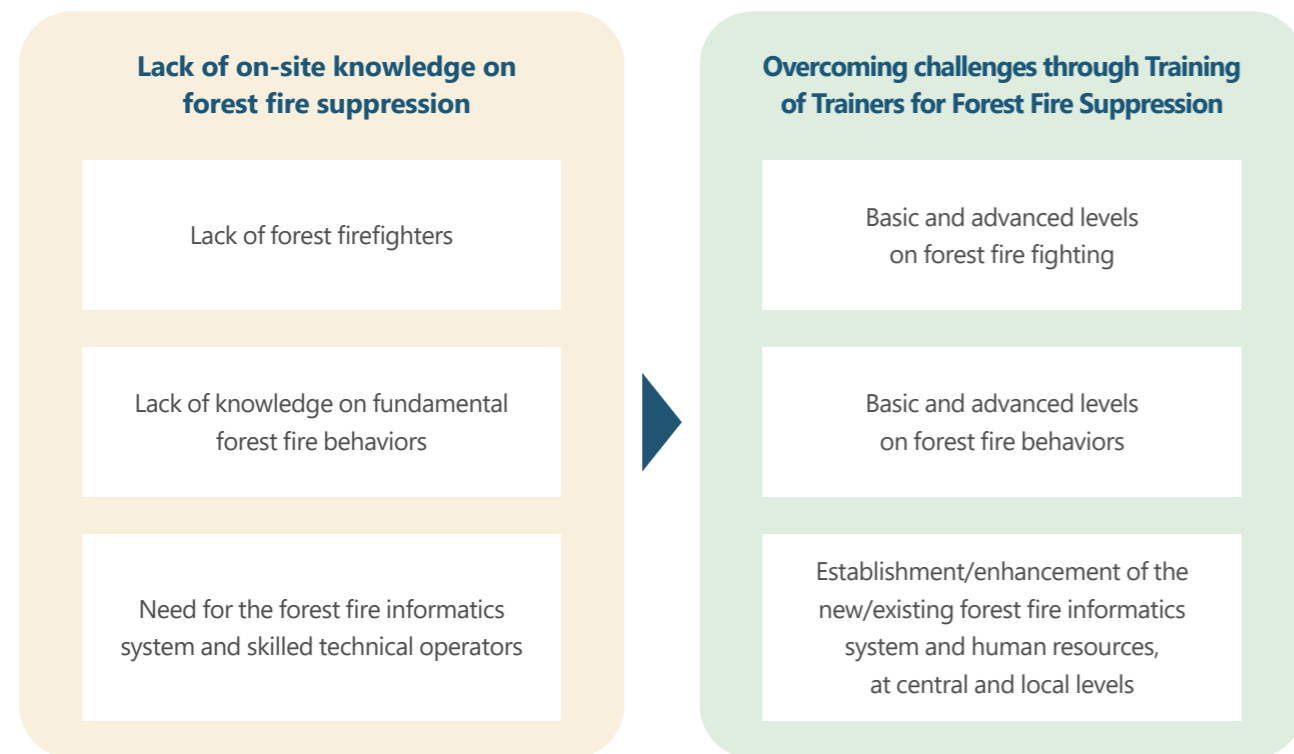 Lack of on-site knowledge on
forest fire suppression
Lack of forest firefighters
Lack of knowledge on fundamental
forest fire behaviors
Need for the forest fire informatics
system and skilled technical operators
Overcoming challenges through Training
of Trainers for Forest Fire Suppression
Basic and advanced levels
on forest fire fighting
Basic and advanced levels
on forest fire behaviors
Establishment/enhancement of the
new/existing forest fire informatics
system and human resources,
at central and local levels